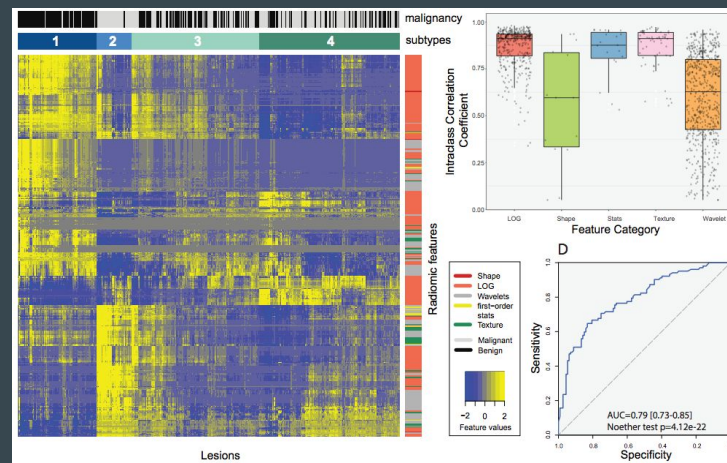 malignancy
subtypes
1 2 3 4
Lesions
Radiomic features
Intraclass Correlation
Coefficient
1.00
0.75
0.50
0.25
0.00
LOG Shape Stats Texture Wavelet
Feature Category
Shape
LOG
Wavelets
first-order
stats
Texture
Malignant
Benign
−2 0 2
Feature values
D
Sensitivity
1.0
0.8
0.6
0.4
0.2
0.0
AUC=0.79 [0.73-0.85]
Noether test p=4.12e-22
1.0 0.8 0.6 0.4 0.2 0.0
Specificity